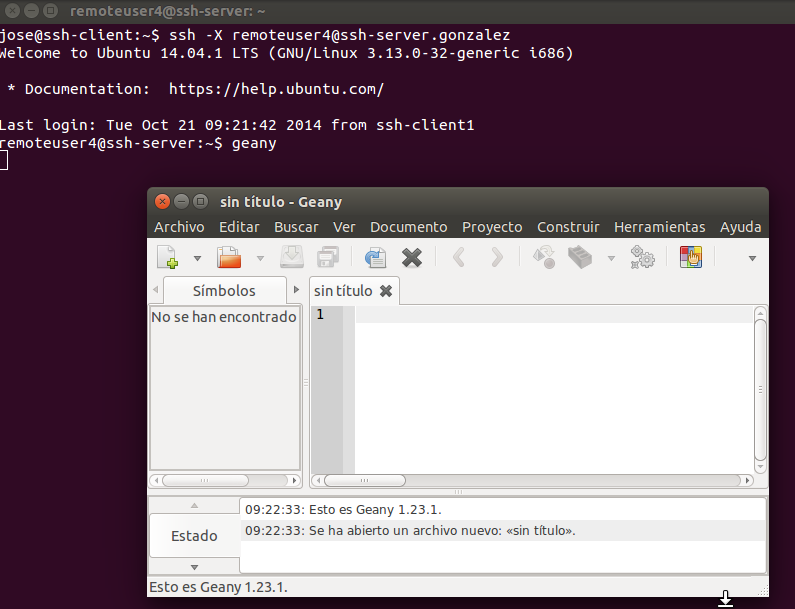 remoteuser4@ssh-server: ~
jose@ssh-client:~$ ssh -X remoteuser4@ssh-server.gonzalez
Welcome to Ubuntu 14.04.1 LTS (GNU/Linux 3.13.0-32-generic i686)
* Documentation:  https://help.ubuntu.com/
Last login: Tue Oct 21 09:21:42 2014 from ssh-client1
remoteuser4@ssh-server:~$ geany
sin título - Geany
Archivo Editar Buscar Ver Documento Proyecto Construir Herramientas Ayuda
Símbolos
sin título
No se han encontrado
1
09:22:33: Esto es Geany 1.23.1.
09:22:33: Se ha abierto un archivo nuevo: «sin título».
Estado
Esto es Geany 1.23.1.